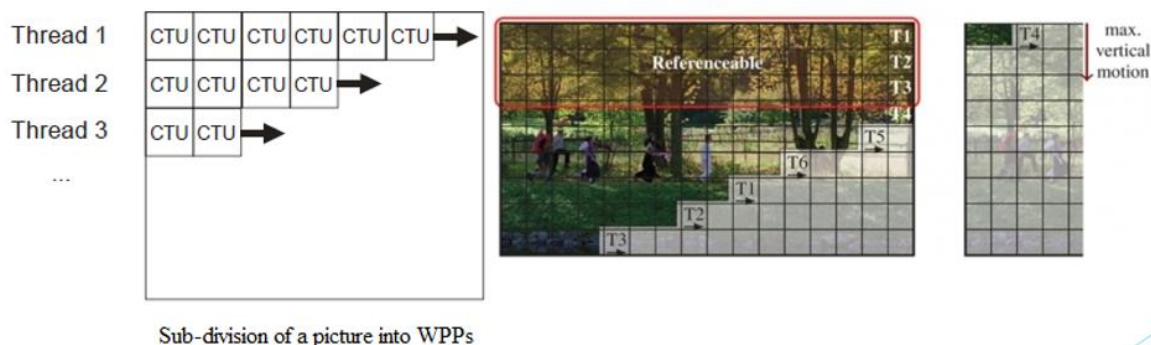 Thread 1 CTU CTU CTU CTU CTU CTU
Thread 2 CTU CTU CTU CTU
Thread 3 CTU CTU
...
Sub-division of a picture into WPPs
Referenceable
T1
T2
T3
T4
T5
T6
T1
T2
T3
T4
max.
vertical
motion